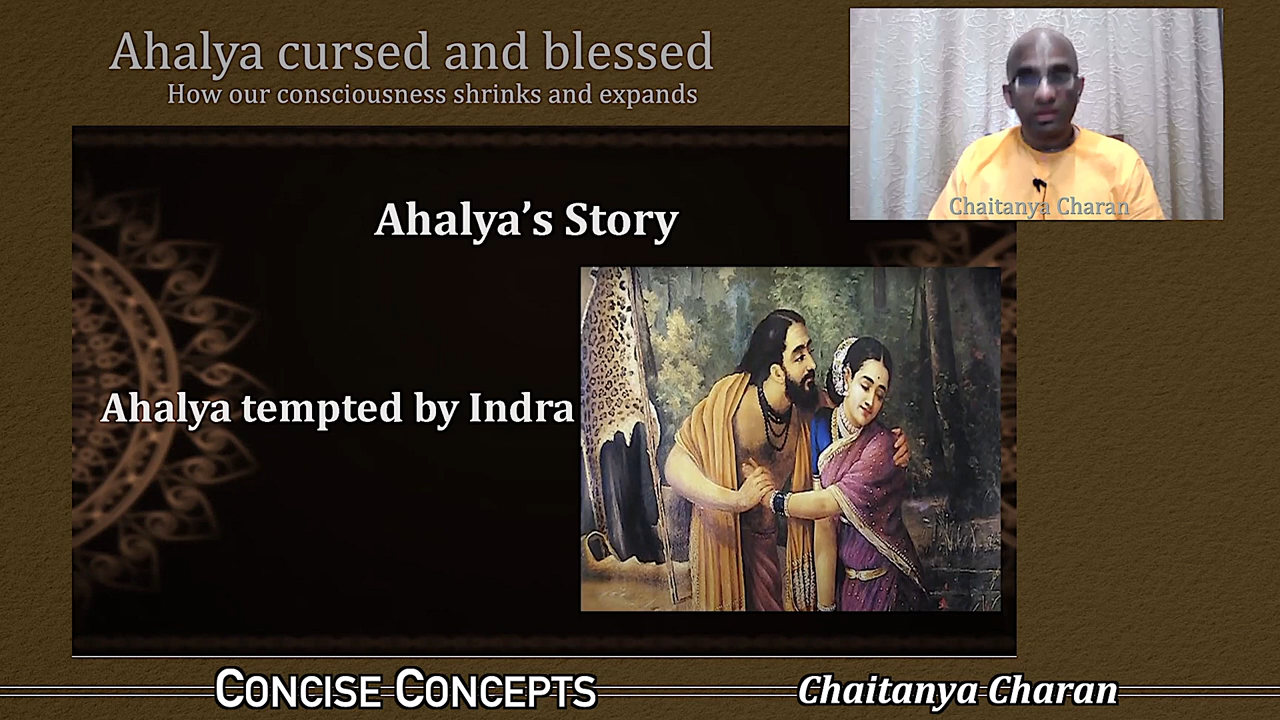 Ahalya cursed and blessed
How our consciousness shrinks and expands
Chaitanya Charan
Ahalya’s Story
Ahalya tempted by Indra
CONCISE CONCEPTS
Chaitanya Charan